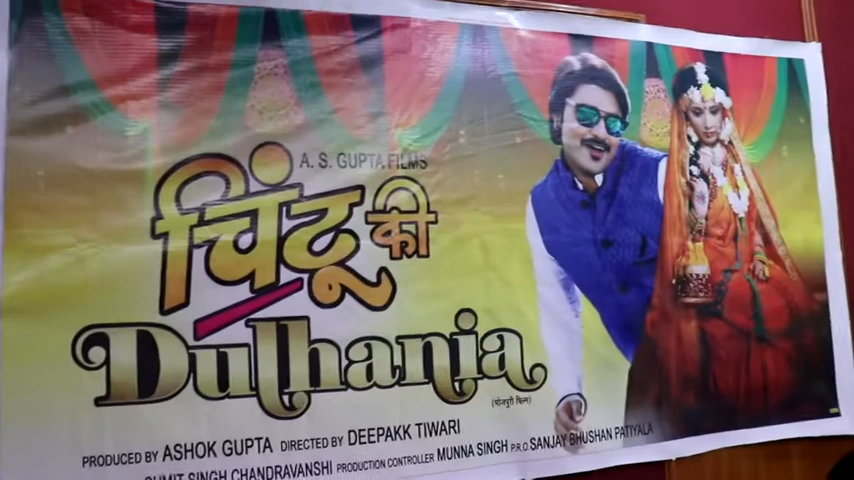 A. S. GUPTA FILMS
चिंटू की
Dulhania
(भोजपुरी फिल्म)
PRODUCED BY ASHOK GUPTA DIRECTED BY DEEPAKK TIWARI
SUMIT SINGH CHANDRAVANSHI PRODUCTION CONTROLLER MUNNA SINGH P.R.O. SANJAY BHUSHAN PATIYALA